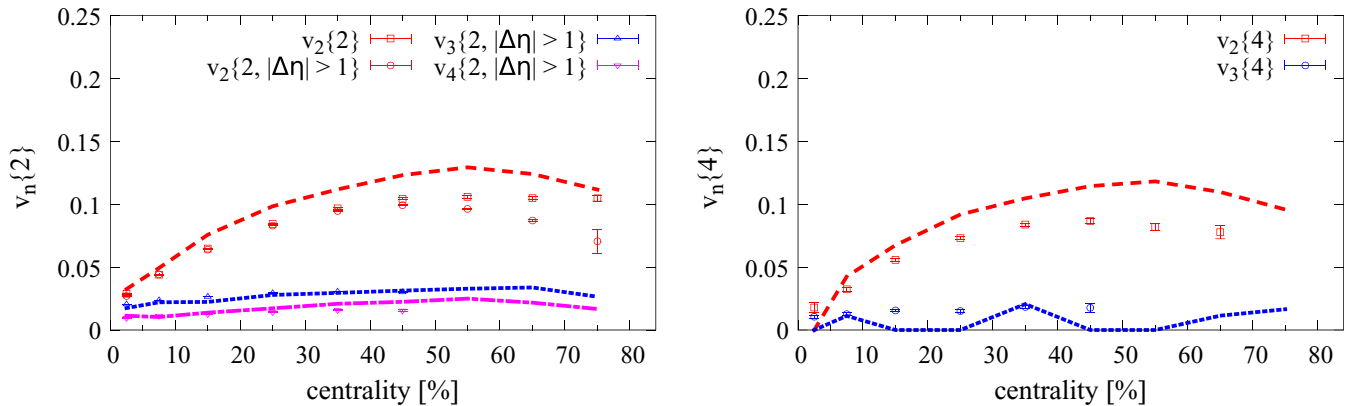 v₂{2} v₃{2, |Δη| > 1}
v₂{2, |Δη| > 1} v₄{2, |Δη| > 1}
vₙ{2}
0.25
0.2
0.15
0.1
0.05
0
0 10 20 30 40 50 60 70 80
centrality [%]
v₂{4}
v₃{4}
vₙ{4}
0.25
0.2
0.15
0.1
0.05
0
0 10 20 30 40 50 60 70 80
centrality [%]